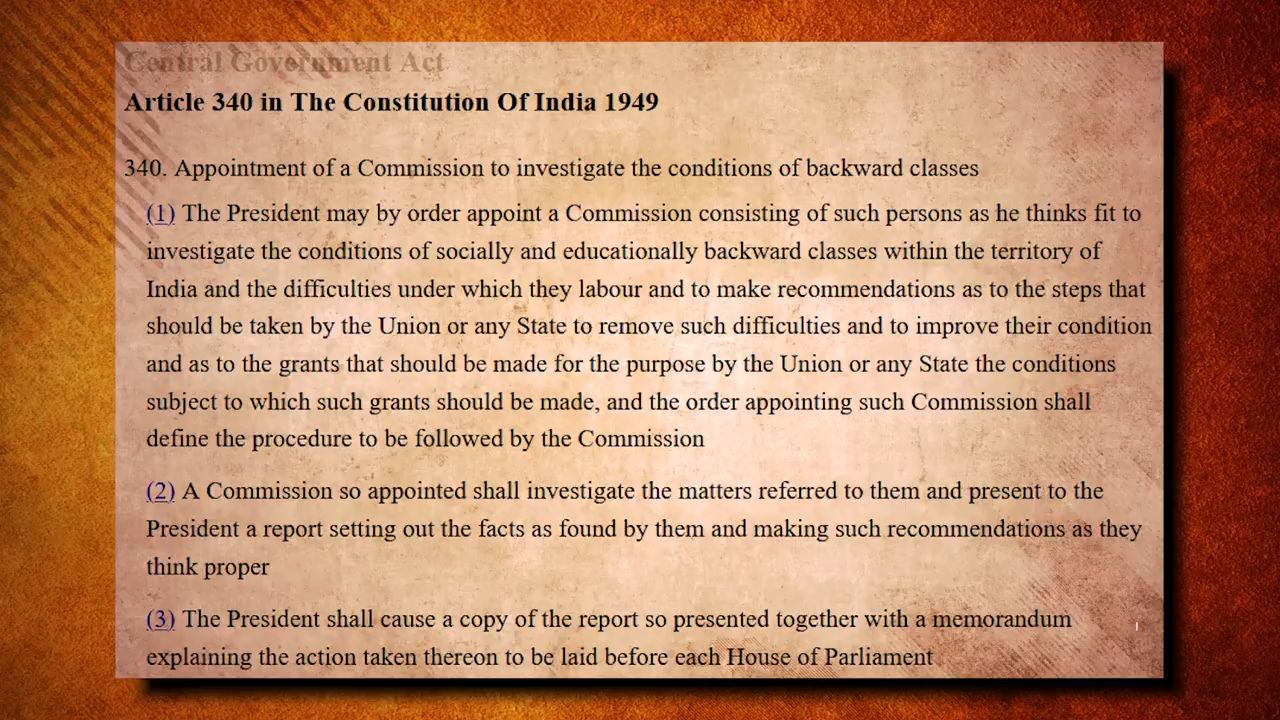 Central Government Act
Article 340 in The Constitution Of India 1949
340. Appointment of a Commission to investigate the conditions of backward classes
(1) The President may by order appoint a Commission consisting of such persons as he thinks fit to
investigate the conditions of socially and educationally backward classes within the territory of
India and the difficulties under which they labour and to make recommendations as to the steps that
should be taken by the Union or any State to remove such difficulties and to improve their condition
and as to the grants that should be made for the purpose by the Union or any State the conditions
subject to which such grants should be made, and the order appointing such Commission shall
define the procedure to be followed by the Commission
(2) A Commission so appointed shall investigate the matters referred to them and present to the
President a report setting out the facts as found by them and making such recommendations as they
think proper
(3) The President shall cause a copy of the report so presented together with a memorandum
explaining the action taken thereon to be laid before each House of Parliament